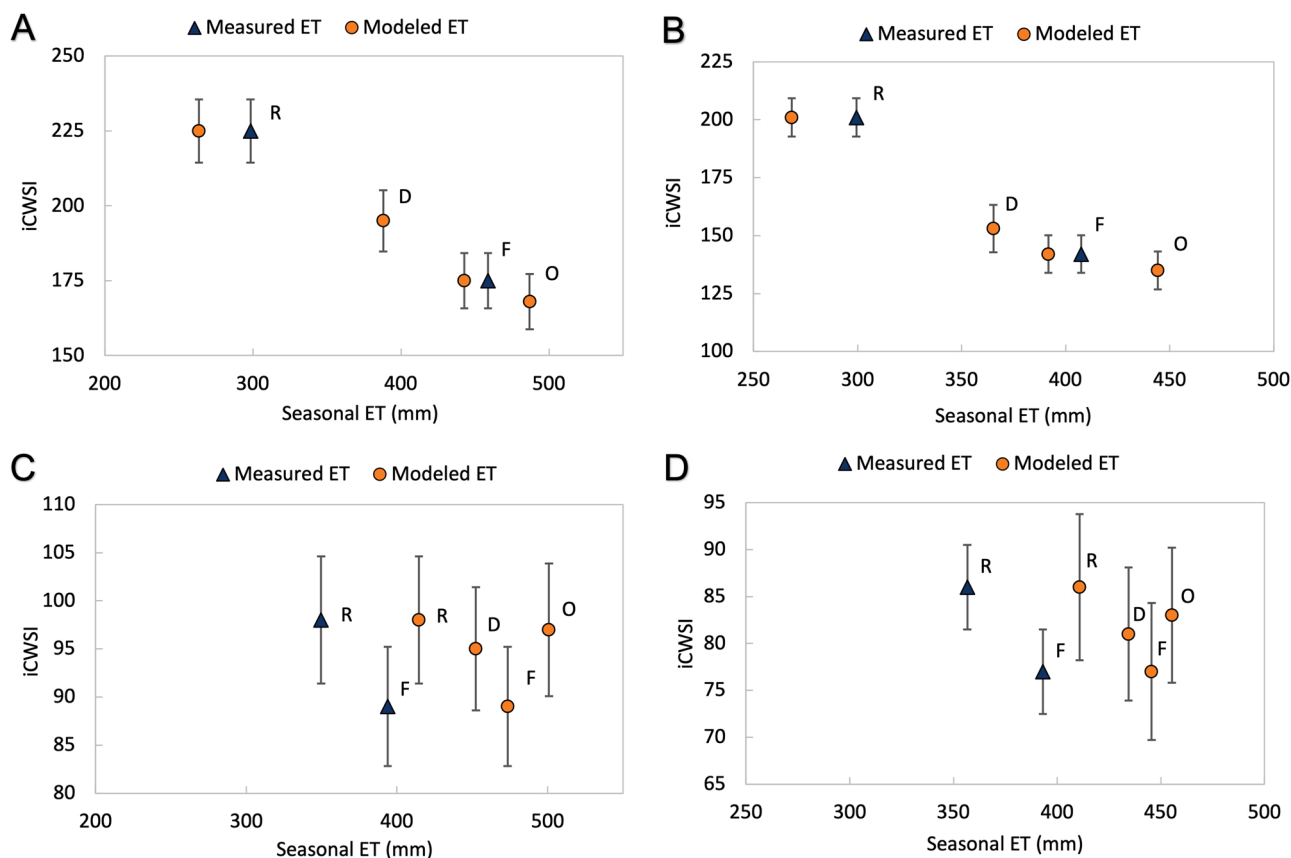 A
Measured ET Modeled ET
250
225
200
175
150
iCWSI
R
D
F
O
200 300 400 500
Seasonal ET (mm)
B
Measured ET Modeled ET
225
200
175
150
125
100
iCWSI
R
D
F
O
250 300 350 400 450 500
Seasonal ET (mm)
C
Measured ET Modeled ET
110
105
100
95
90
85
80
iCWSI
R
F
R
D
F
O
200 300 400 500
Seasonal ET (mm)
D
Measured ET Modeled ET
95
90
85
80
75
70
65
iCWSI
R
F
R
D
F
O
250 300 350 400 450 500
Seasonal ET (mm)